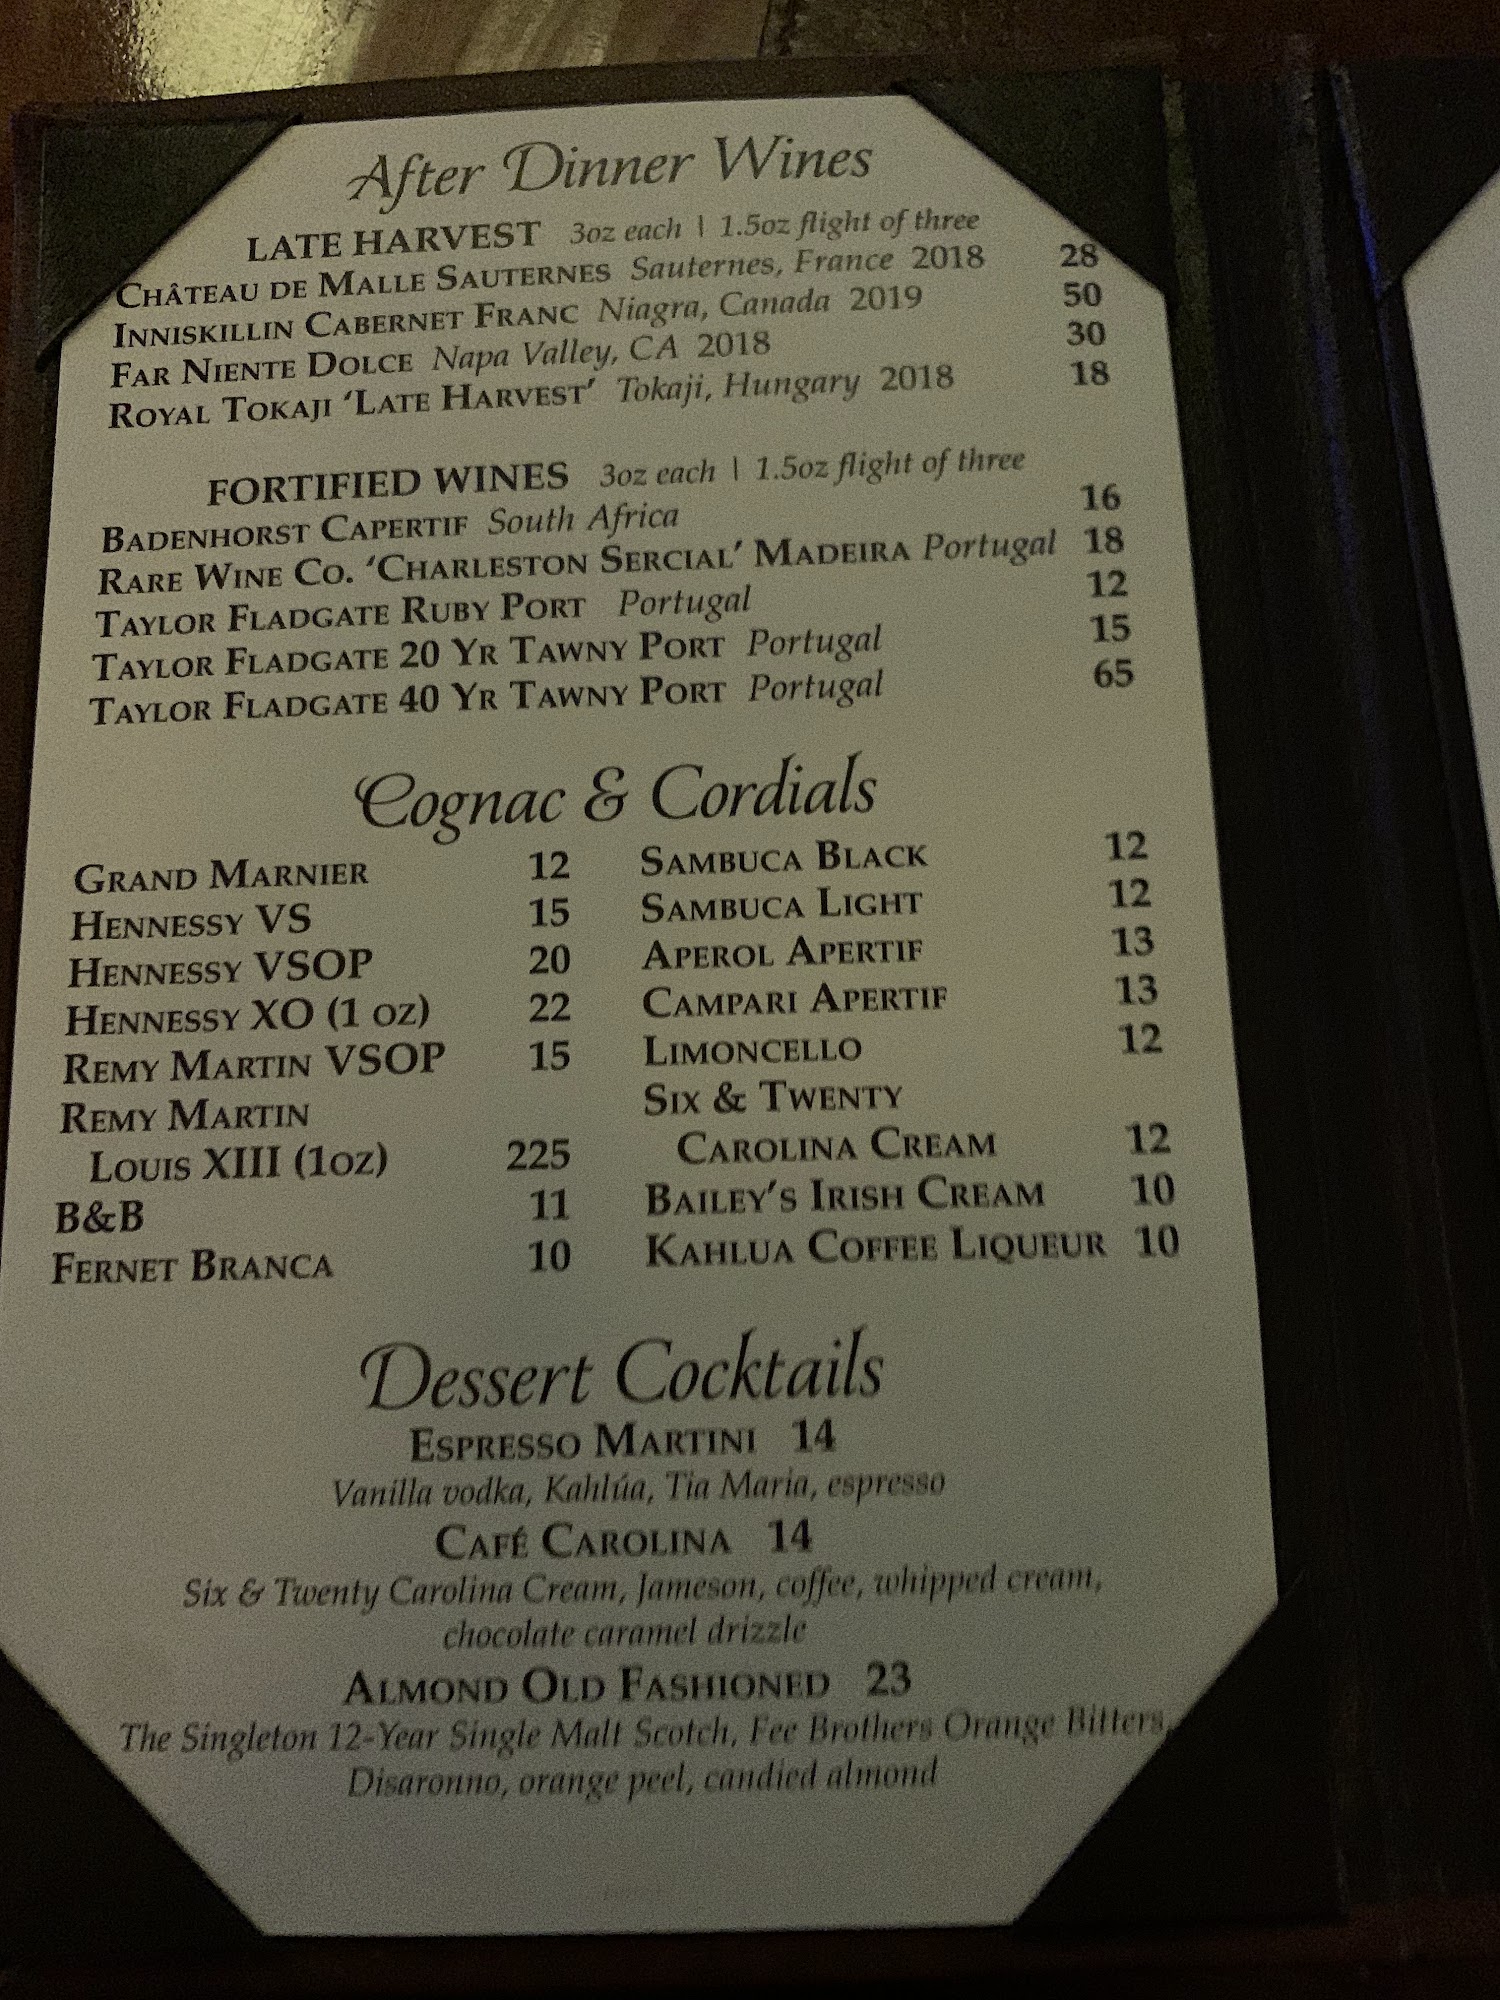 After Dinner Wines
LATE HARVEST 3oz each | 1.5oz flight of three
CHÂTEAU DE MALLE SAUTERNES Sauternes, France 2018 28
INNISKILLIN CABERNET FRANC Niagra, Canada 2019 50
FAR NIENTE DOLCE Napa Valley, CA 2018 30
ROYAL TOKAJI ‘LATE HARVEST’ Tokaji, Hungary 2018 18
FORTIFIED WINES 3oz each | 1.5oz flight of three
BADENHORST CAPERTIF South Africa 16
RARE WINE CO. ‘CHARLESTON SERCIAL’ MADEIRA Portugal 18
TAYLOR FLADGATE RUBY PORT Portugal 12
TAYLOR FLADGATE 20 YR TAWNY PORT Portugal 15
TAYLOR FLADGATE 40 YR TAWNY PORT Portugal 65
Cognac & Cordials
GRAND MARNIER 12
HENNESSY VS 15
HENNESSY VSOP 20
HENNESSY XO (1 OZ) 22
REMY MARTIN VSOP 15
REMY MARTIN
LOUIS XIII (1OZ) 225
B&B 11
FERNET BRANCA 10
SAMBUCA BLACK 12
SAMBUCA LIGHT 12
APEROL APERTIF 13
CAMPARI APERTIF 13
LIMONCELLO 12
SIX & TWENTY
CAROLINA CREAM 12
BAILEY’S IRISH CREAM 10
KAHLUA COFFEE LIQUEUR 10
Dessert Cocktails
ESPRESSO MARTINI 14
Vanilla vodka, Kahlúa, Tia Maria, espresso
CAFÉ CAROLINA 14
Six & Twenty Carolina Cream, Jameson, coffee, whipped cream,
chocolate caramel drizzle
ALMOND OLD FASHIONED 23
The Singleton 12-Year Single Malt Scotch, Fee Brothers Orange Bitters,
Disaronno, orange peel, candied almond